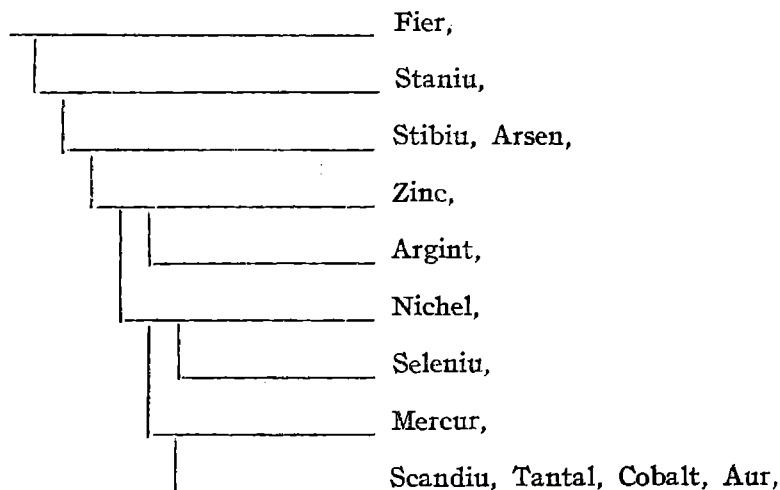 Fier,
Staniu,
Stibiu, Arsen,
Zinc,
Argint,
Nichel,
Seleniu,
Mercur,
Scandiu, Tantal, Cobalt, Aur,